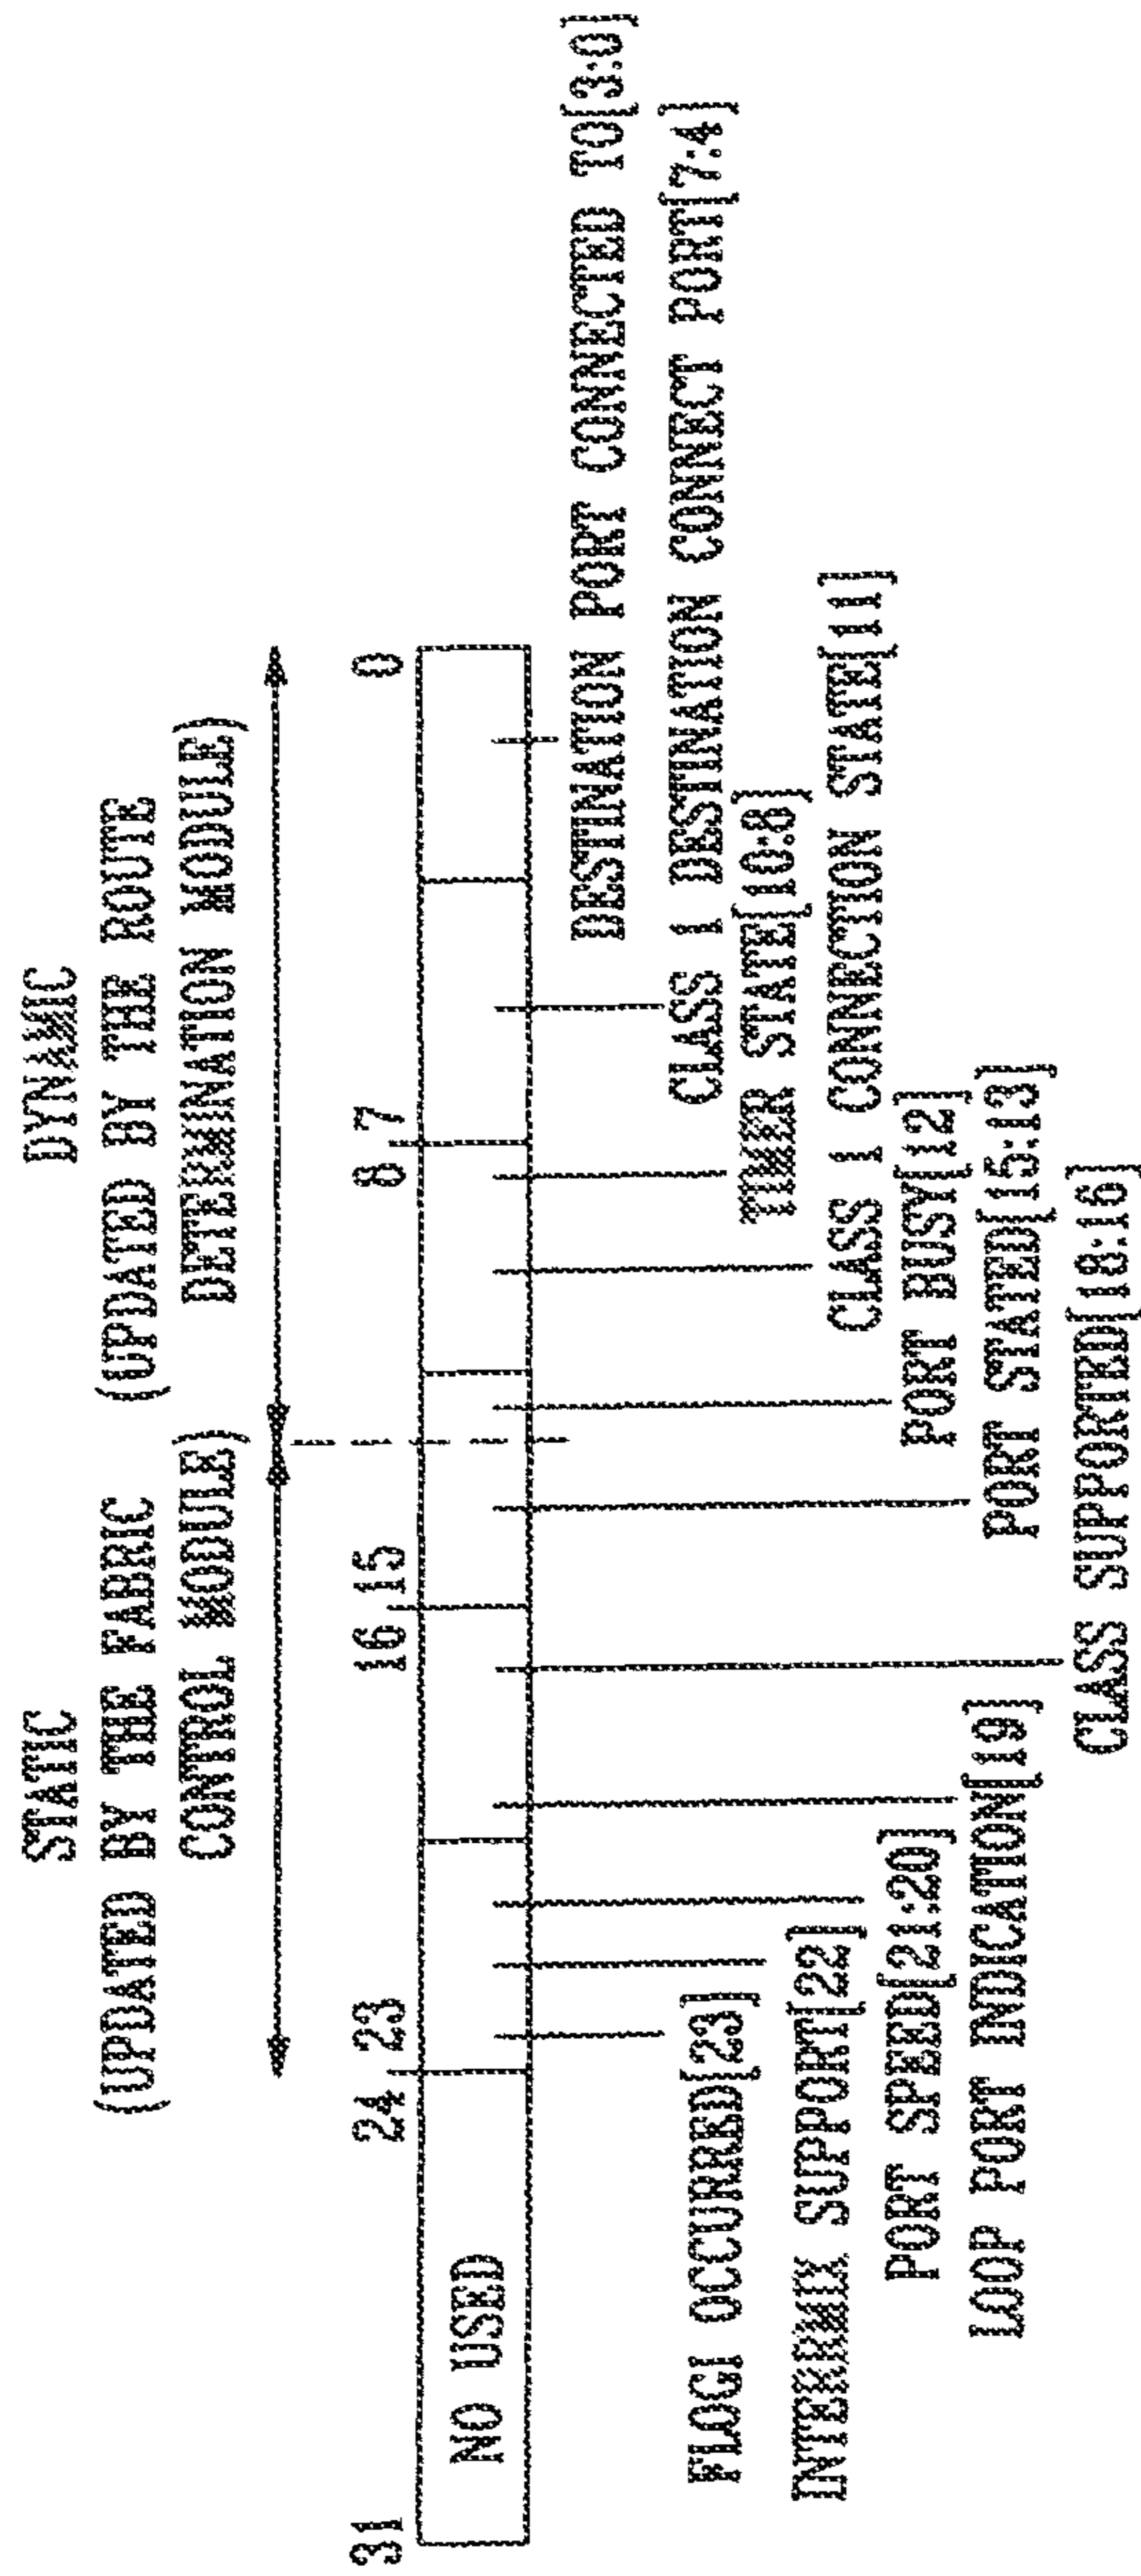 STATIC
(UPDATED BY THE FABRIC
CONTROL MODULE)
DYNAMIC
(UPDATED BY THE ROUTE
DETERMINATION MODULE)
31
24 23
16 15
8 7
0
NO USED
DESTINATION PORT CONNECTED TO[3:0]
CLASS 1 DESTINATION CONNECT PORT[7:4]
TIMER STATE[10:8]
CLASS 1 CONNECTION STATE[11]
PORT BUSY[12]
PORT STATED[15:13]
CLASS SUPPORTED[18:16]
FLOGI OCCURRED[23]
INTERMIX SUPPORT[22]
PORT SPEED[21:20]
LOOP PORT INDICATION[19]